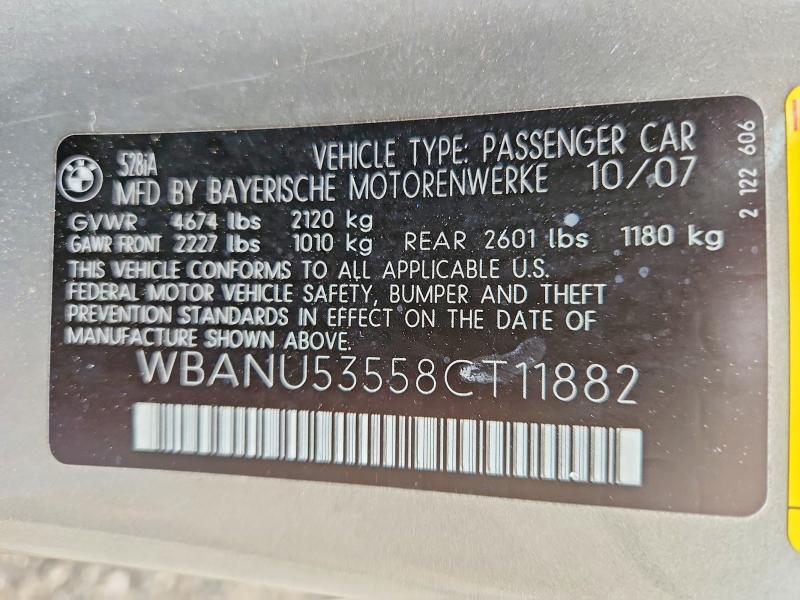 BMW
528iA VEHICLE TYPE: PASSENGER CAR
MFD BY BAYERISCHE MOTORENWERKE 10/07
GVWR 4674 lbs 2120 kg
GAWR FRONT 2227 lbs 1010 kg REAR 2601 lbs 1180 kg
THIS VEHICLE CONFORMS TO ALL APPLICABLE U.S.
FEDERAL MOTOR VEHICLE SAFETY, BUMPER AND THEFT
PREVENTION STANDARDS IN EFFECT ON THE DATE OF
MANUFACTURE SHOWN ABOVE.
WBANU53558CT11882
2 122 606